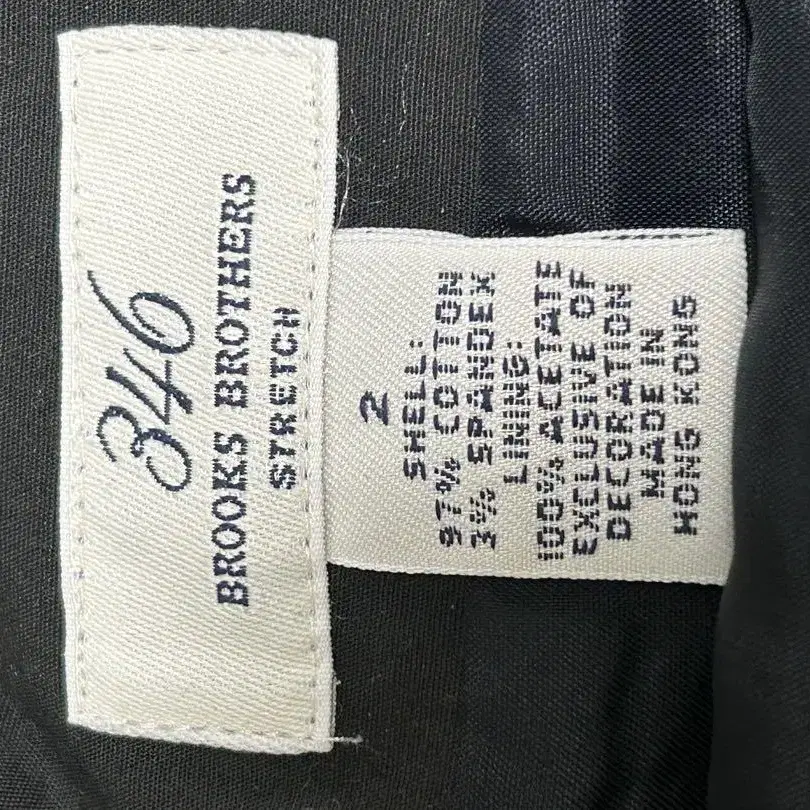 346
BROOKS BROTHERS
STRETCH
2
SHELL:
97% COTTON
3% SPANDEX
LINING:
100% ACETATE
EXCLUSIVE OF
DECORATION
MADE IN
HONG KONG